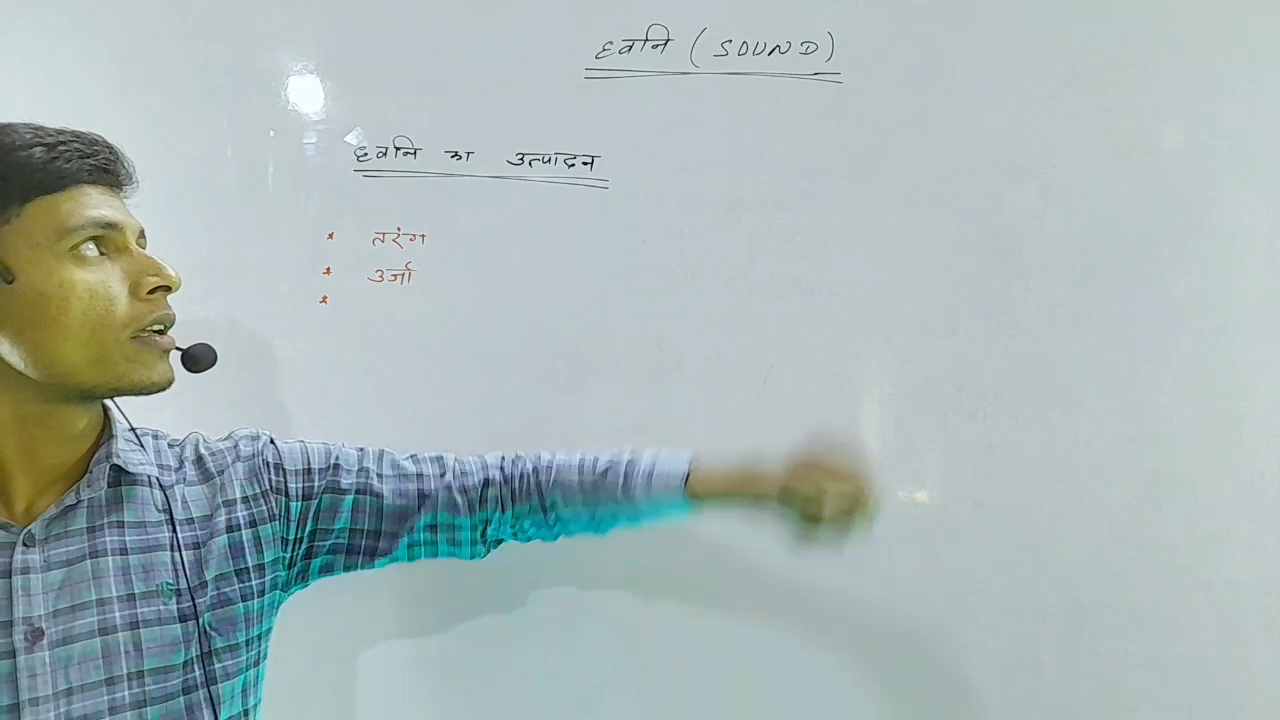 ध्वनि (SOUND)
ध्वनि का उत्पादन
* तरंग
* उर्जा
*